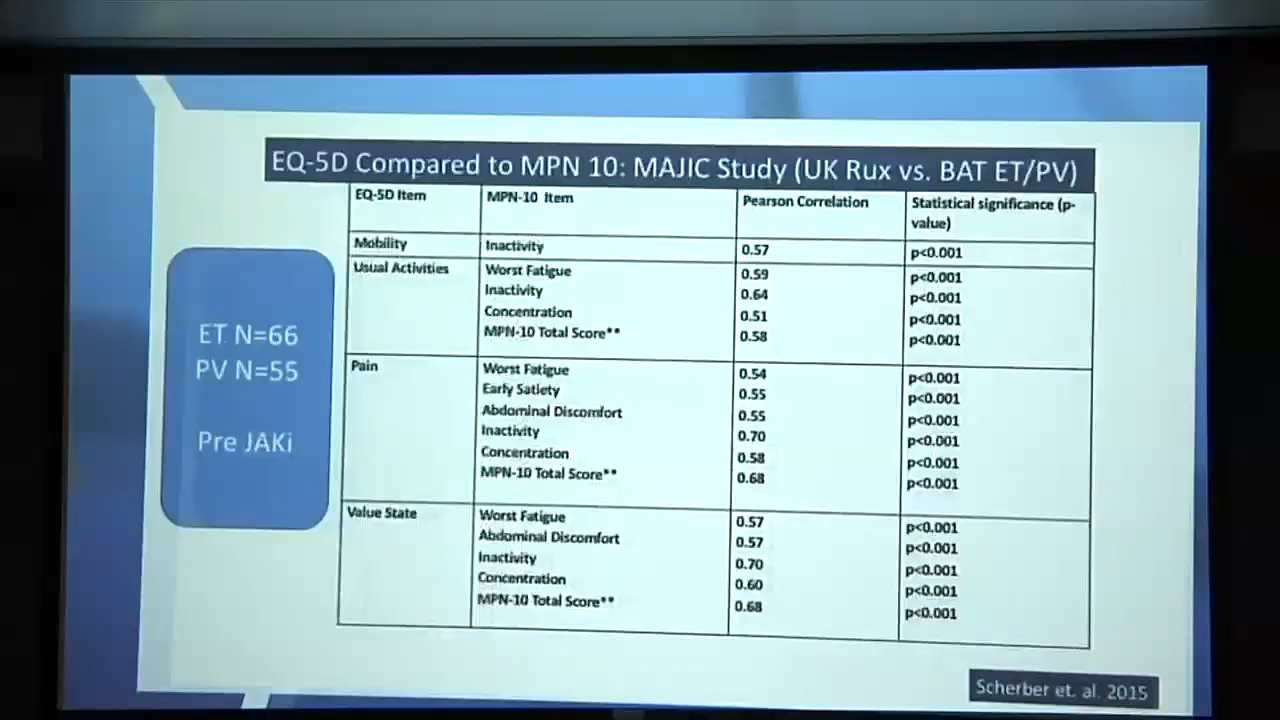 EQ-5D Compared to MPN 10: MAJIC Study (UK Rux vs. BAT ET/PV)
EQ-5D Item MPN-10 Item Pearson Correlation Statistical significance (p-
value)
Mobility Inactivity 0.57 p<0.001
Usual Activities Worst Fatigue 0.59 p<0.001
Inactivity 0.64 p<0.001
Concentration 0.51 p<0.001
MPN-10 Total Score** 0.58 p<0.001
Pain Worst Fatigue 0.54 p<0.001
Early Satiety 0.55 p<0.001
Abdominal Discomfort 0.55 p<0.001
Inactivity 0.70 p<0.001
Concentration 0.58 p<0.001
MPN-10 Total Score** 0.68 p<0.001
Value State Worst Fatigue 0.57 p<0.001
Abdominal Discomfort 0.57 p<0.001
Inactivity 0.70 p<0.001
Concentration 0.60 p<0.001
MPN-10 Total Score** 0.68 p<0.001
ET N=66
PV N=55
Pre JAKi
Scherber et. al. 2015